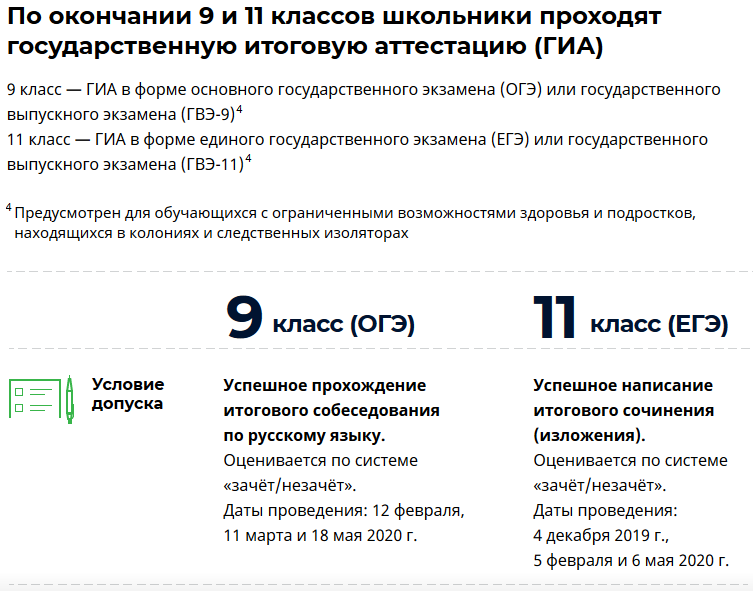 По окончании 9 и 11 классов школьники проходят
государственную итоговую аттестацию (ГИА)
9 класс — ГИА в форме основного государственного экзамена (ОГЭ) или государственного
выпускного экзамена (ГВЭ-9)⁴
11 класс — ГИА в форме единого государственного экзамена (ЕГЭ) или государственного
выпускного экзамена (ГВЭ-11)⁴
⁴ Предусмотрен для обучающихся с ограниченными возможностями здоровья и подростков,
находящихся в колониях и следственных изоляторах
9 класс (ОГЭ)
11 класс (ЕГЭ)
Условие
допуска
Успешное прохождение
итогового собеседования
по русскому языку.
Оценивается по системе
«зачёт/незачёт».
Даты проведения: 12 февраля,
11 марта и 18 мая 2020 г.
Успешное написание
итогового сочинения
(изложения).
Оценивается по системе
«зачёт/незачёт».
Даты проведения:
4 декабря 2019 г.,
5 февраля и 6 мая 2020 г.